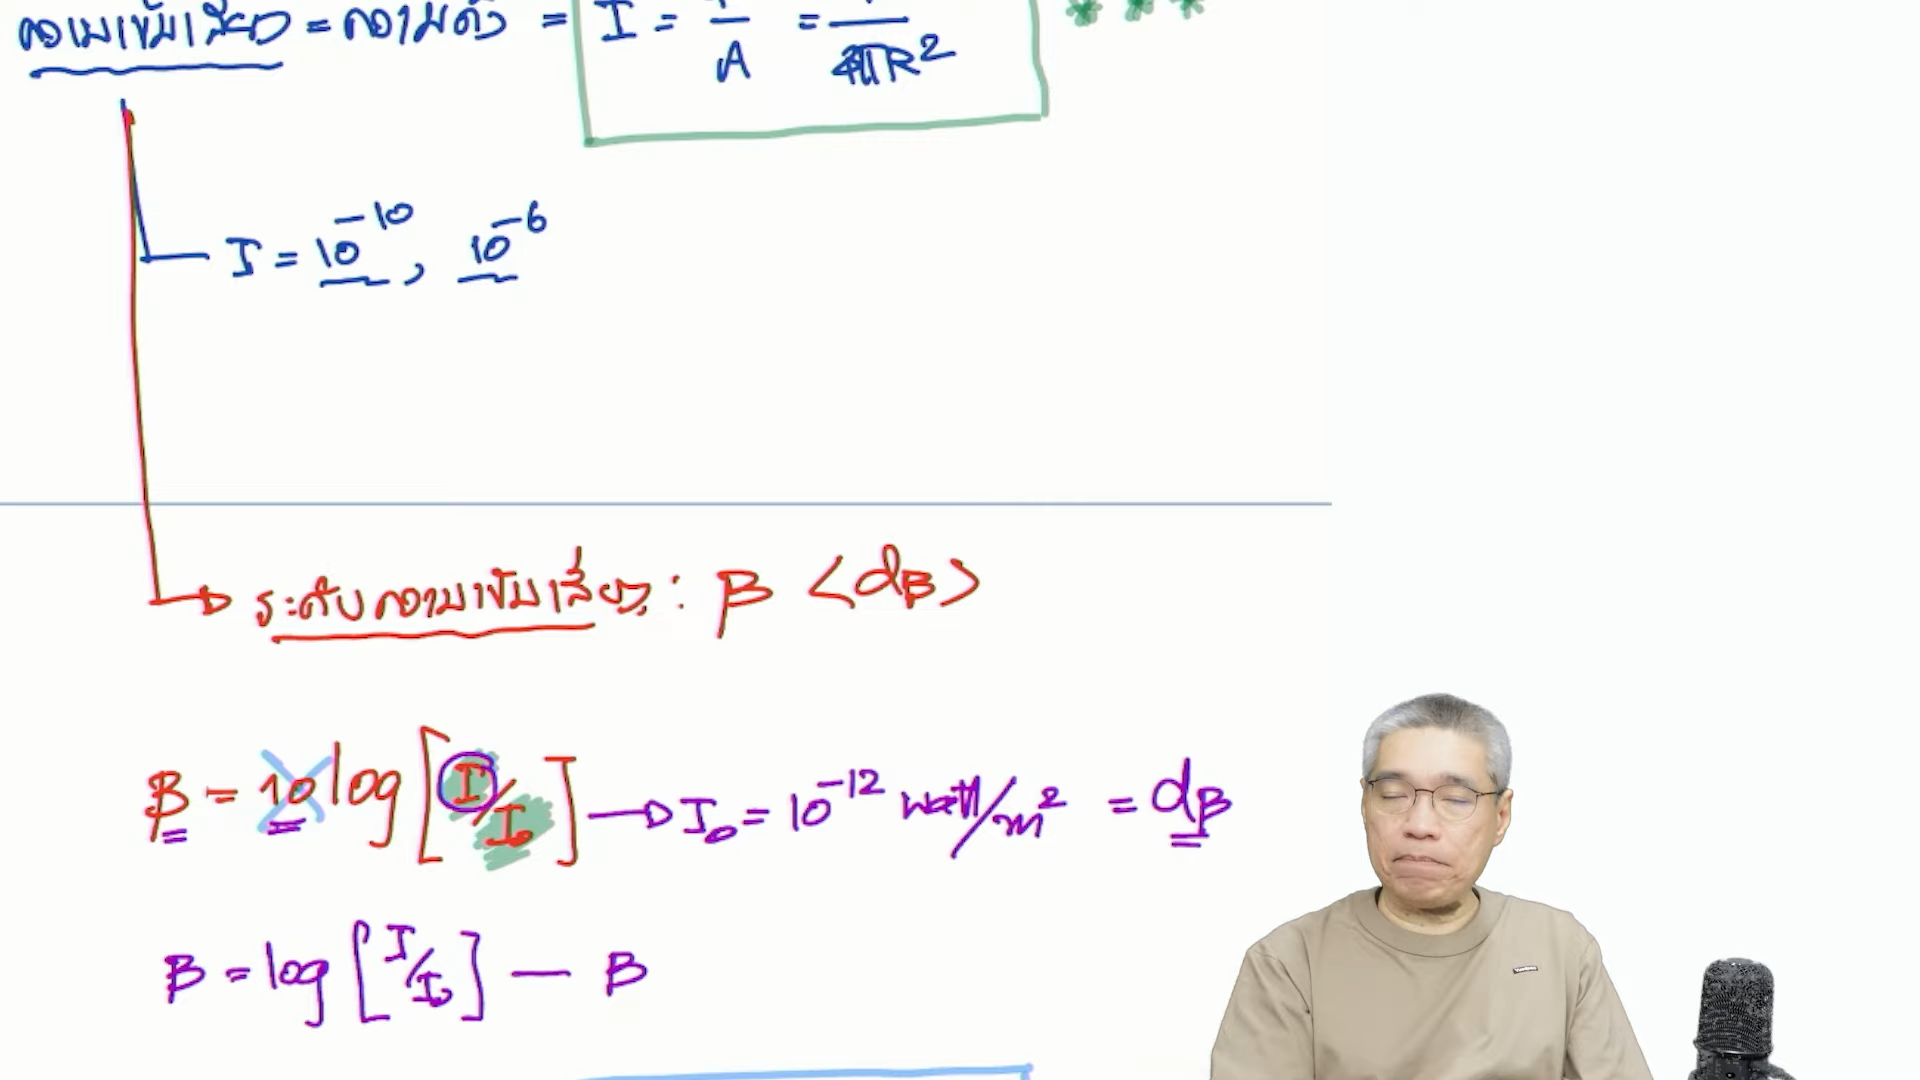 ความเข้มเสียง = ความดัง = I = P/A = P/4πR²
I = 10⁻¹⁰ , 10⁻⁶
ระดับความเข้มเสียง : β <dB>
β = 10 log [I/I₀] → I₀ = 10⁻¹² watt/m² = dB
β = log [I/I₀] — B